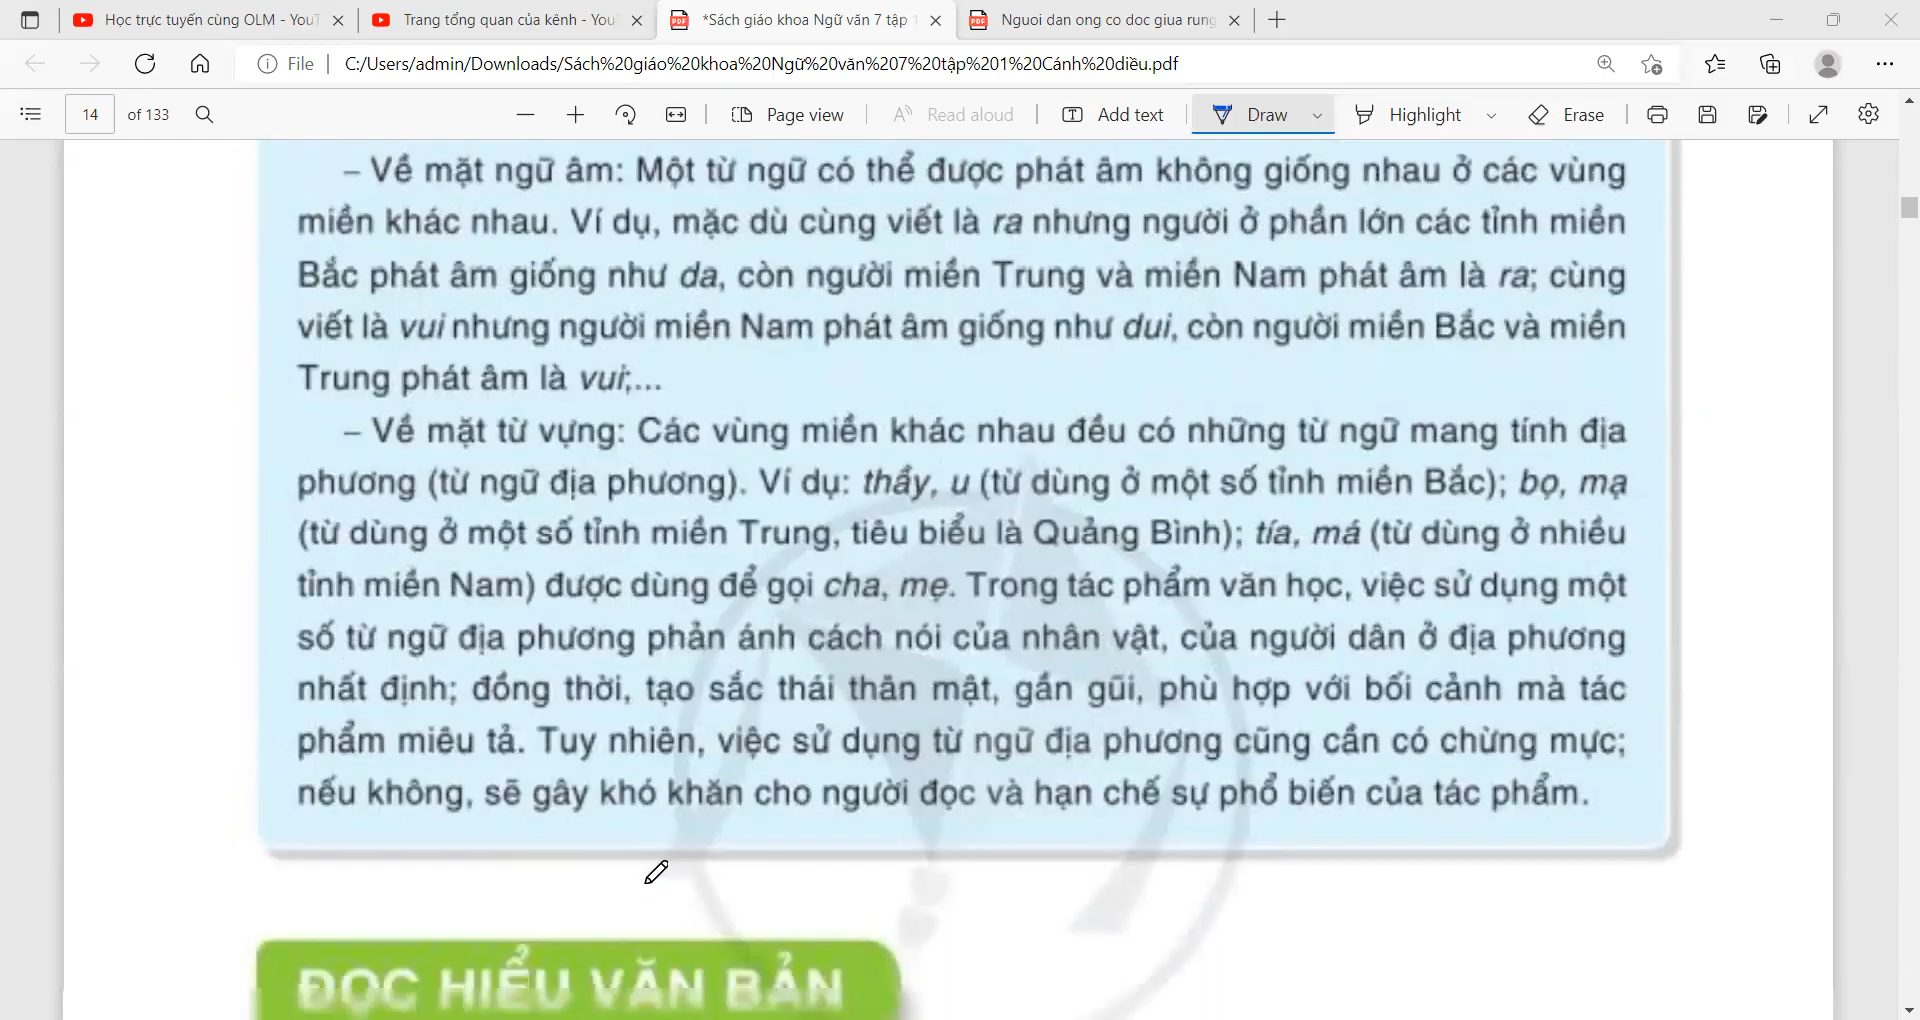 Học trực tuyến cùng OLM - YouT
Trang tổng quan của kênh - You
*Sách giáo khoa Ngữ văn 7 tập 1
Nguoi dan ong co doc giua rung
File
C:/Users/admin/Downloads/Sách%20giáo%20khoa%20Ngữ%20văn%207%20tập%201%20Cánh%20diều.pdf
14 of 133
Page view
Read aloud
Add text
Draw
Highlight
Erase
– Về mặt ngữ âm: Một từ ngữ có thể được phát âm không giống nhau ở các vùng
miền khác nhau. Ví dụ, mặc dù cùng viết là ra nhưng người ở phần lớn các tỉnh miền
Bắc phát âm giống như da, còn người miền Trung và miền Nam phát âm là ra; cùng
viết là vui nhưng người miền Nam phát âm giống như dui, còn người miền Bắc và miền
Trung phát âm là vui;...
– Về mặt từ vựng: Các vùng miền khác nhau đều có những từ ngữ mang tính địa
phương (từ ngữ địa phương). Ví dụ: thầy, u (từ dùng ở một số tỉnh miền Bắc); bọ, mạ
(từ dùng ở một số tỉnh miền Trung, tiêu biểu là Quảng Bình); tía, má (từ dùng ở nhiều
tỉnh miền Nam) được dùng để gọi cha, mẹ. Trong tác phẩm văn học, việc sử dụng một
số từ ngữ địa phương phản ánh cách nói của nhân vật, của người dân ở địa phương
nhất định; đồng thời, tạo sắc thái thân mật, gần gũi, phù hợp với bối cảnh mà tác
phẩm miêu tả. Tuy nhiên, việc sử dụng từ ngữ địa phương cũng cần có chừng mực;
nếu không, sẽ gây khó khăn cho người đọc và hạn chế sự phổ biến của tác phẩm.
ĐỌC HIỂU VĂN BẢN